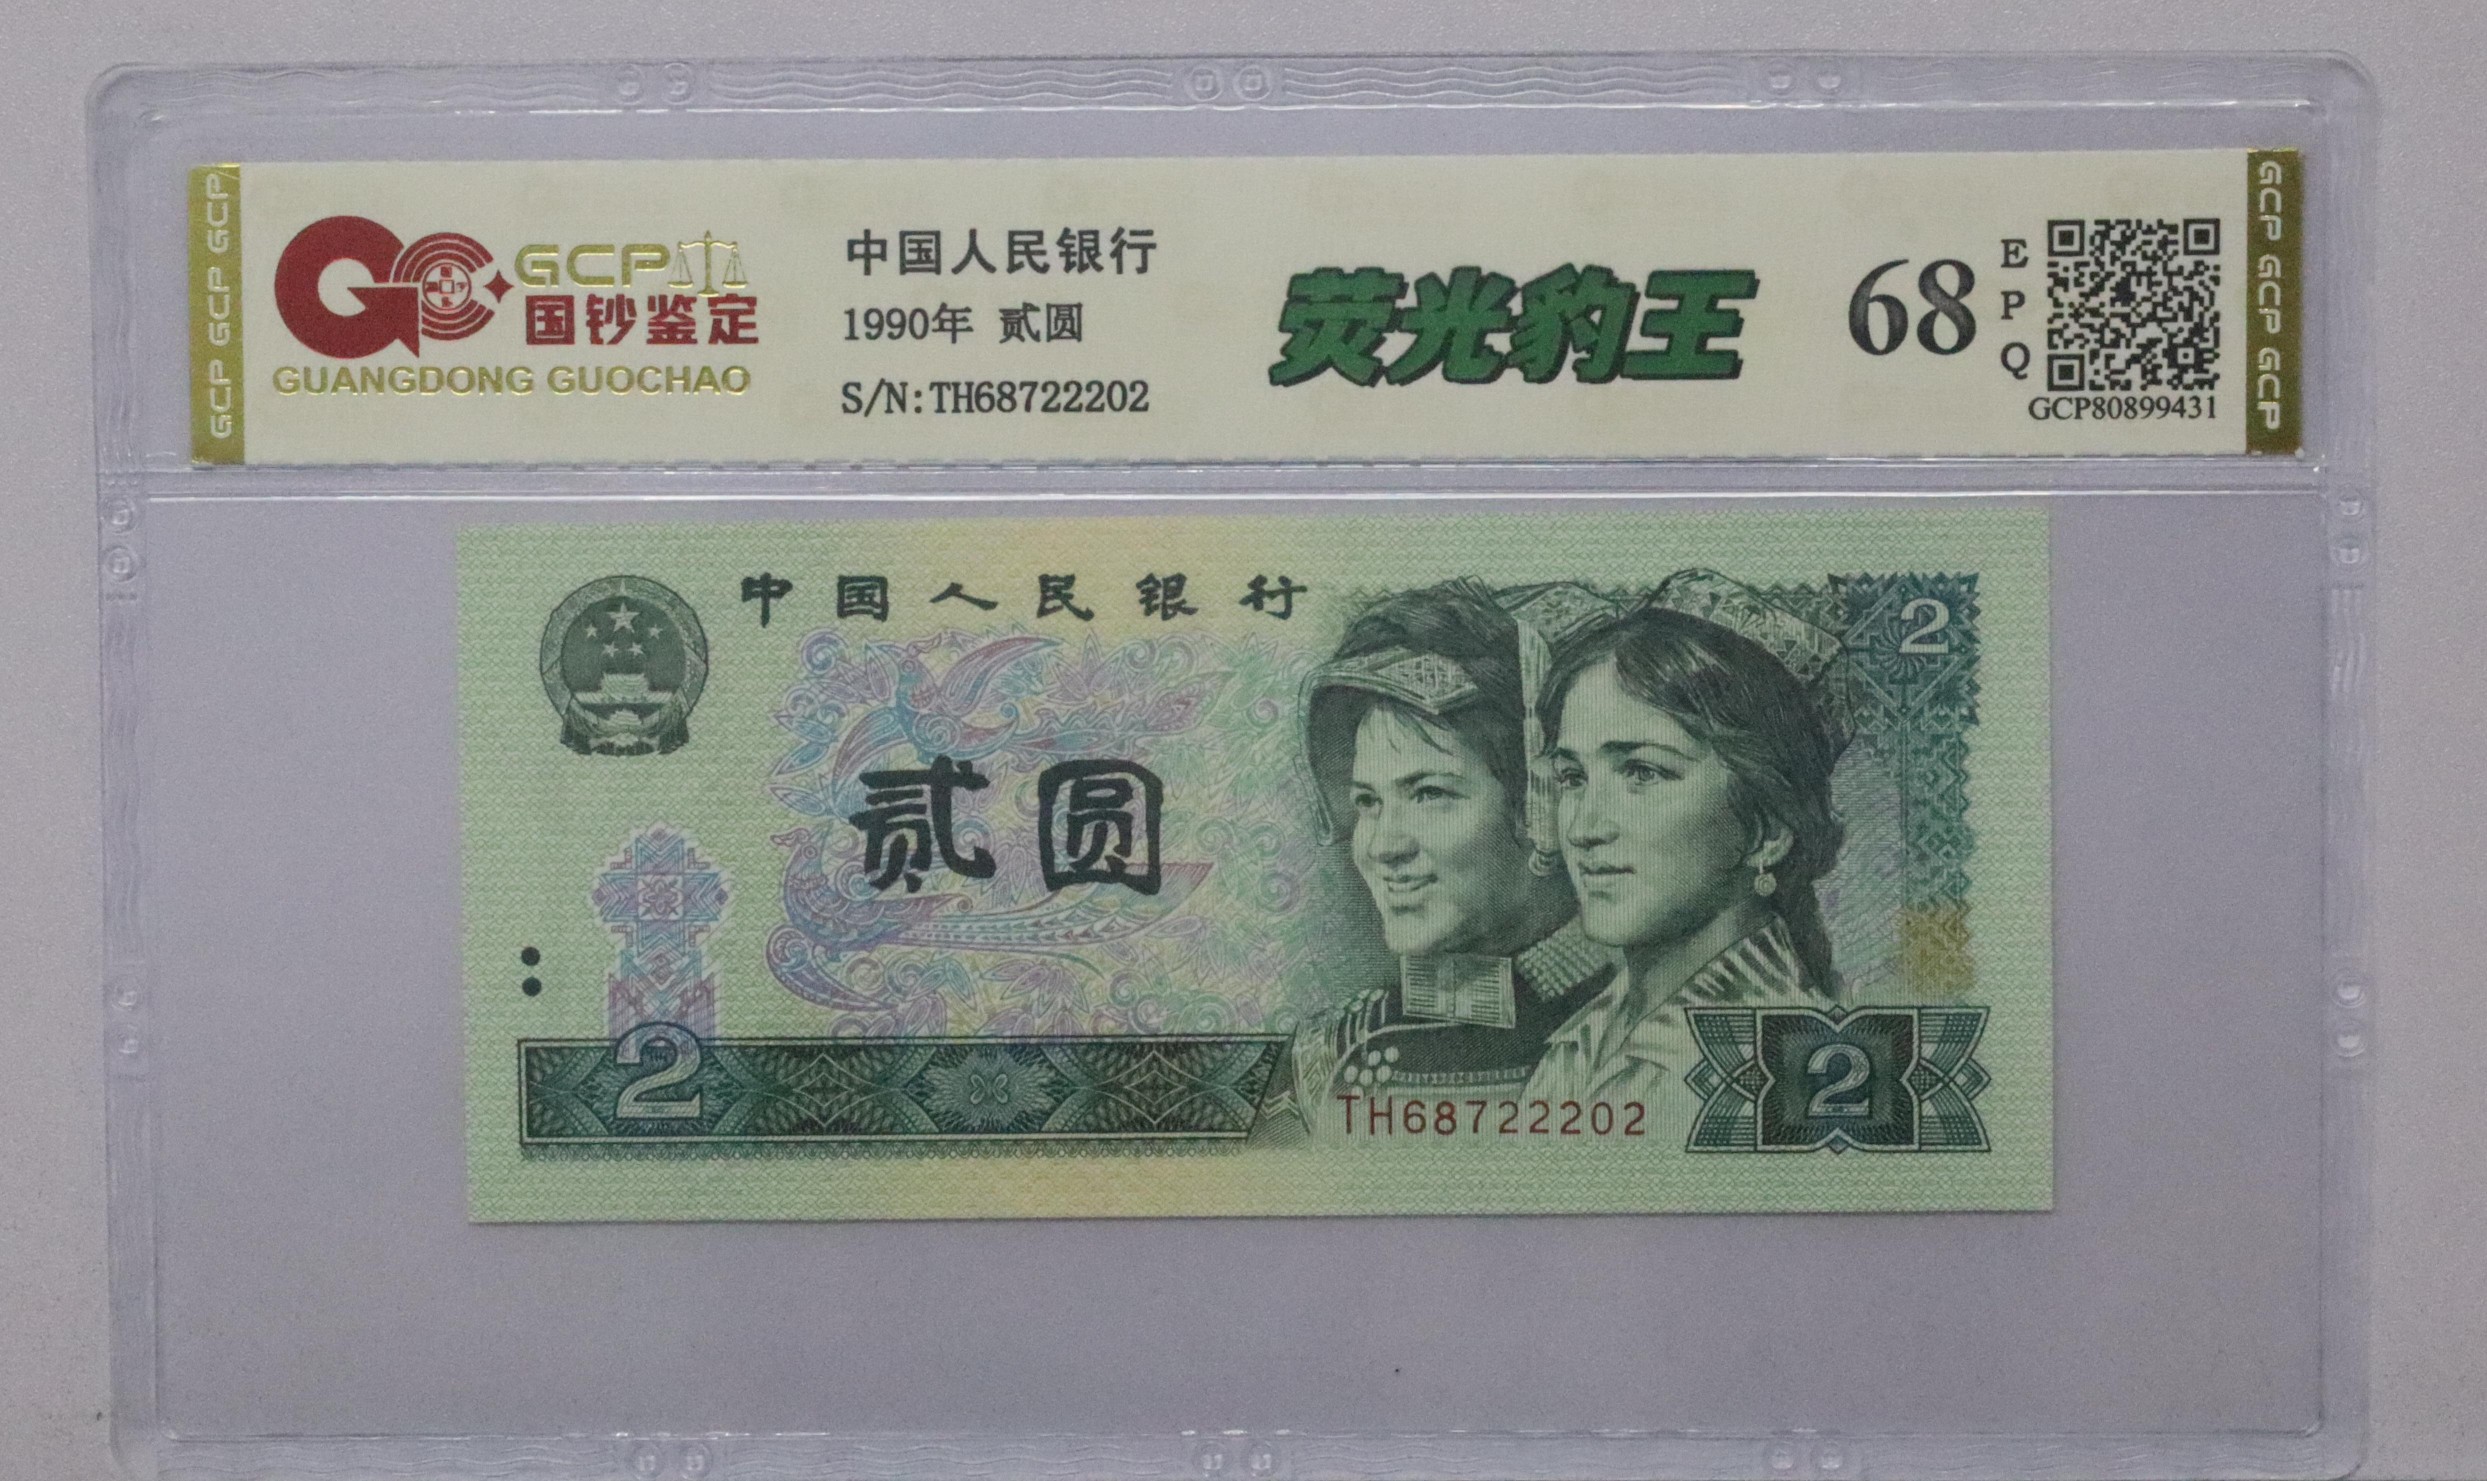 GCP GCP GCP
GCP
国钞鉴定
GUANGDONG GUOCHAO
中国人民银行
1990年 贰圆
S/N:TH68722202
荧光豹王
68
E
P
Q
GCP80899431
GCP GCP GCP
中国人民银行
2
贰圆
2
TH68722202
2